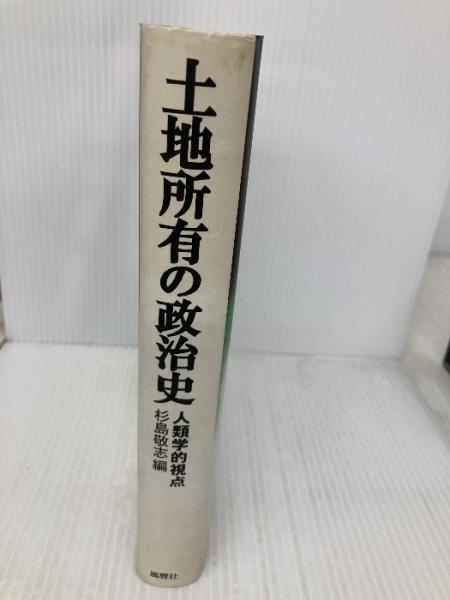 土地所有の政治史
人類学的視点
杉島敬志編
風響社